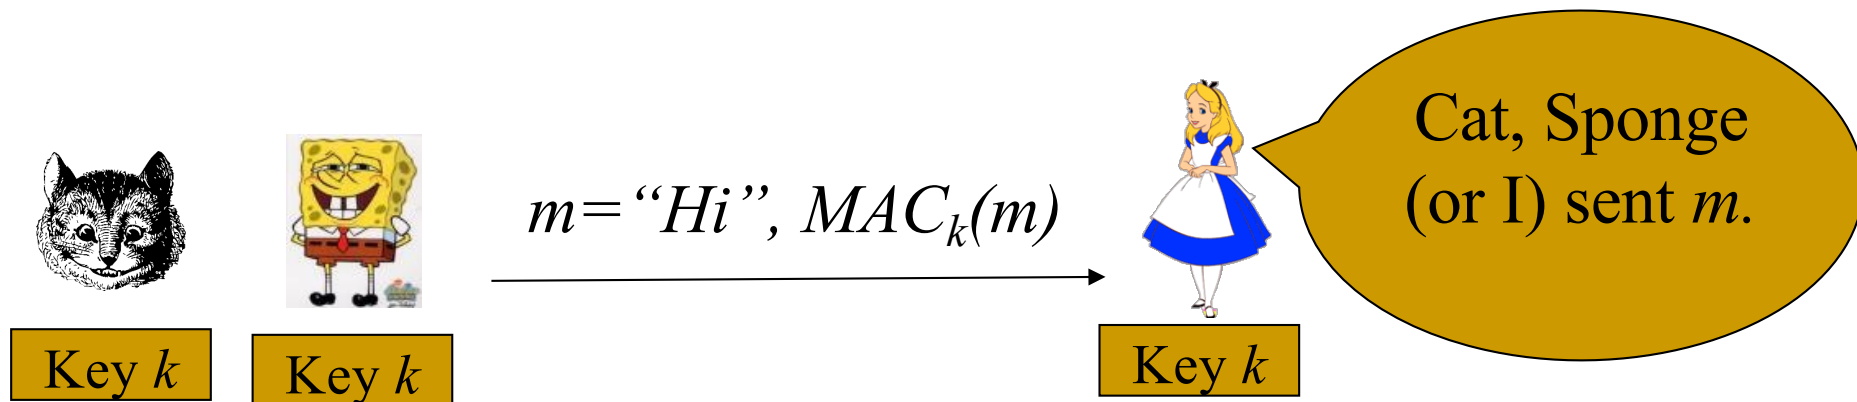 m=“Hi”, MACk(m)
Cat, Sponge
(or I) sent m.
Key k
Key k
Key k